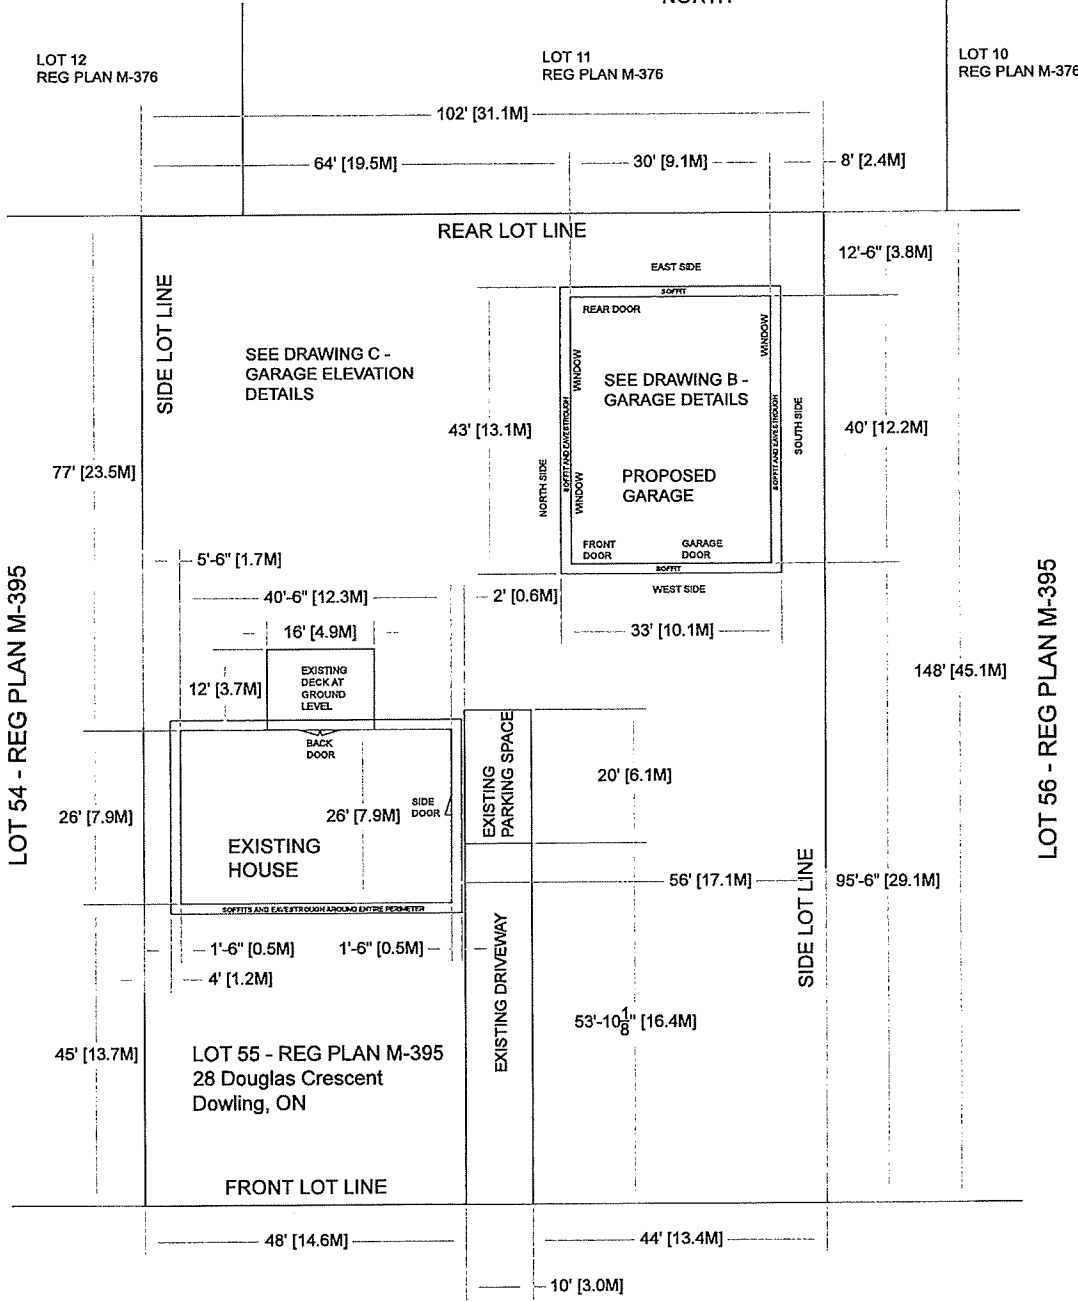 NORTH
LOT 12
REG PLAN M-376
LOT 11
REG PLAN M-376
LOT 10
REG PLAN M-376
102' [31.1M]
64' [19.5M]
30' [9.1M]
8' [2.4M]
REAR LOT LINE
12'-6" [3.8M]
EAST SIDE
SOFFIT
REAR DOOR
SIDE LOT LINE
WINDOW
WINDOW
SEE DRAWING C -
GARAGE ELEVATION
DETAILS
SEE DRAWING B -
GARAGE DETAILS
SOFFIT AND EAVESTROUGH
SOFFIT AND EAVESTROUGH
SOUTH SIDE
43' [13.1M]
40' [12.2M]
77' [23.5M]
NORTH SIDE
WINDOW
PROPOSED
GARAGE
FRONT
DOOR
GARAGE
DOOR
SOFFIT
WEST SIDE
5'-6" [1.7M]
40'-6" [12.3M]
2' [0.6M]
16' [4.9M]
33' [10.1M]
LOT 54 - REG PLAN M-395
LOT 56 - REG PLAN M-395
148' [45.1M]
12' [3.7M]
EXISTING
DECK AT
GROUND
LEVEL
BACK
DOOR
EXISTING
PARKING SPACE
20' [6.1M]
26' [7.9M]
26' [7.9M]
SIDE
DOOR
EXISTING
HOUSE
56' [17.1M]
95'-6" [29.1M]
SIDE LOT LINE
SOFFITS AND EAVESTROUGH AROUND ENTIRE PERIMETER
1'-6" [0.5M]
1'-6" [0.5M]
4' [1.2M]
EXISTING DRIVEWAY
53'-10 1/8" [16.4M]
45' [13.7M]
LOT 55 - REG PLAN M-395
28 Douglas Crescent
Dowling, ON
FRONT LOT LINE
48' [14.6M]
44' [13.4M]
10' [3.0M]